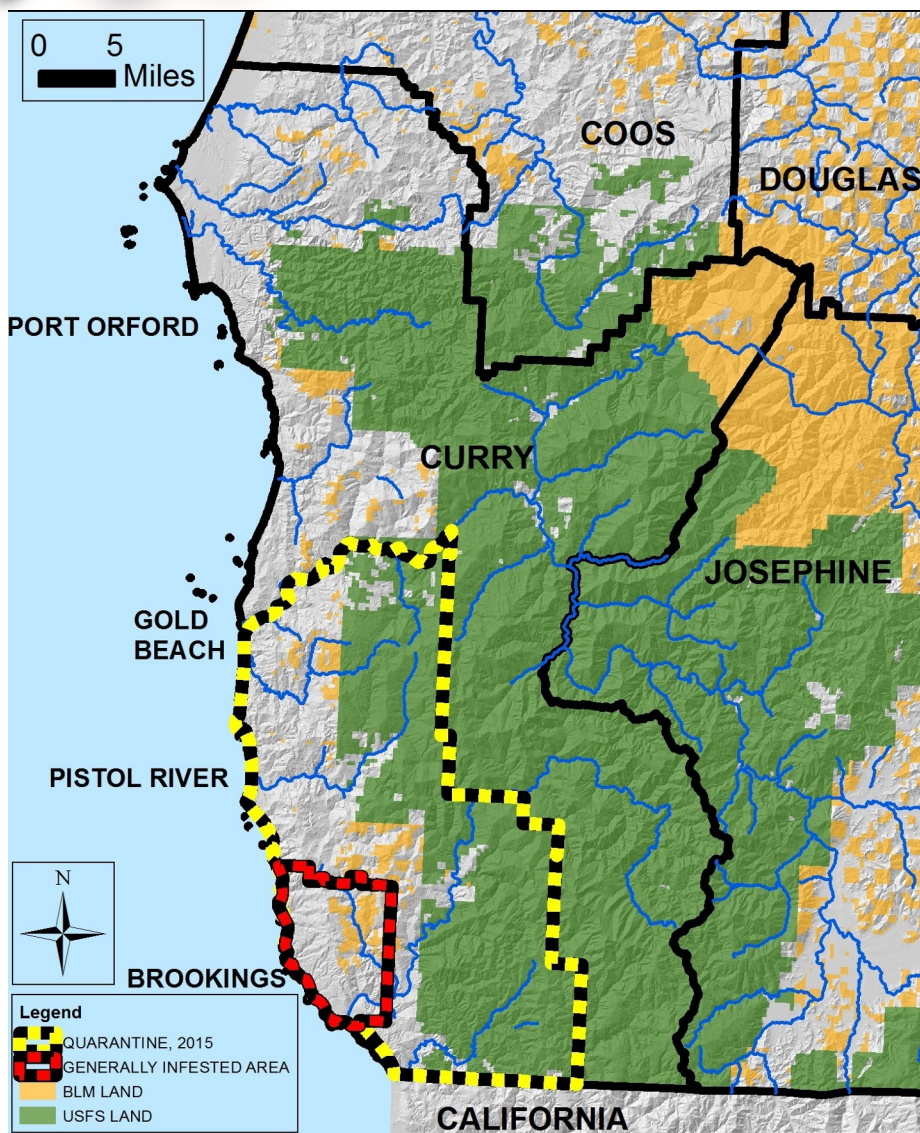 0 5
Miles
COOS
DOUGLAS
PORT ORFORD
CURRY
JOSEPHINE
GOLD
BEACH
PISTOL RIVER
N
BROOKINGS
Legend
QUARANTINE, 2015
GENERALLY INFESTED AREA
BLM LAND
USFS LAND
CALIFORNIA